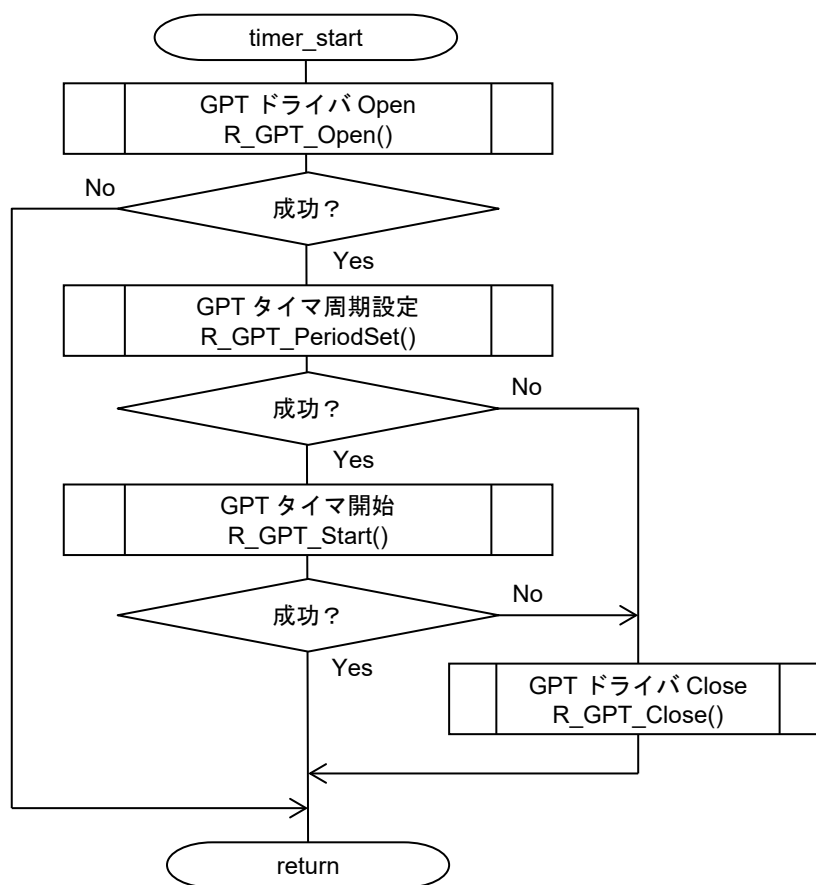 timer_start
GPT ドライバ Open
R_GPT_Open()
No
成功？
Yes
GPT タイマ周期設定
R_GPT_PeriodSet()
No
成功？
Yes
GPT タイマ開始
R_GPT_Start()
No
成功？
Yes
GPT ドライバ Close
R_GPT_Close()
return